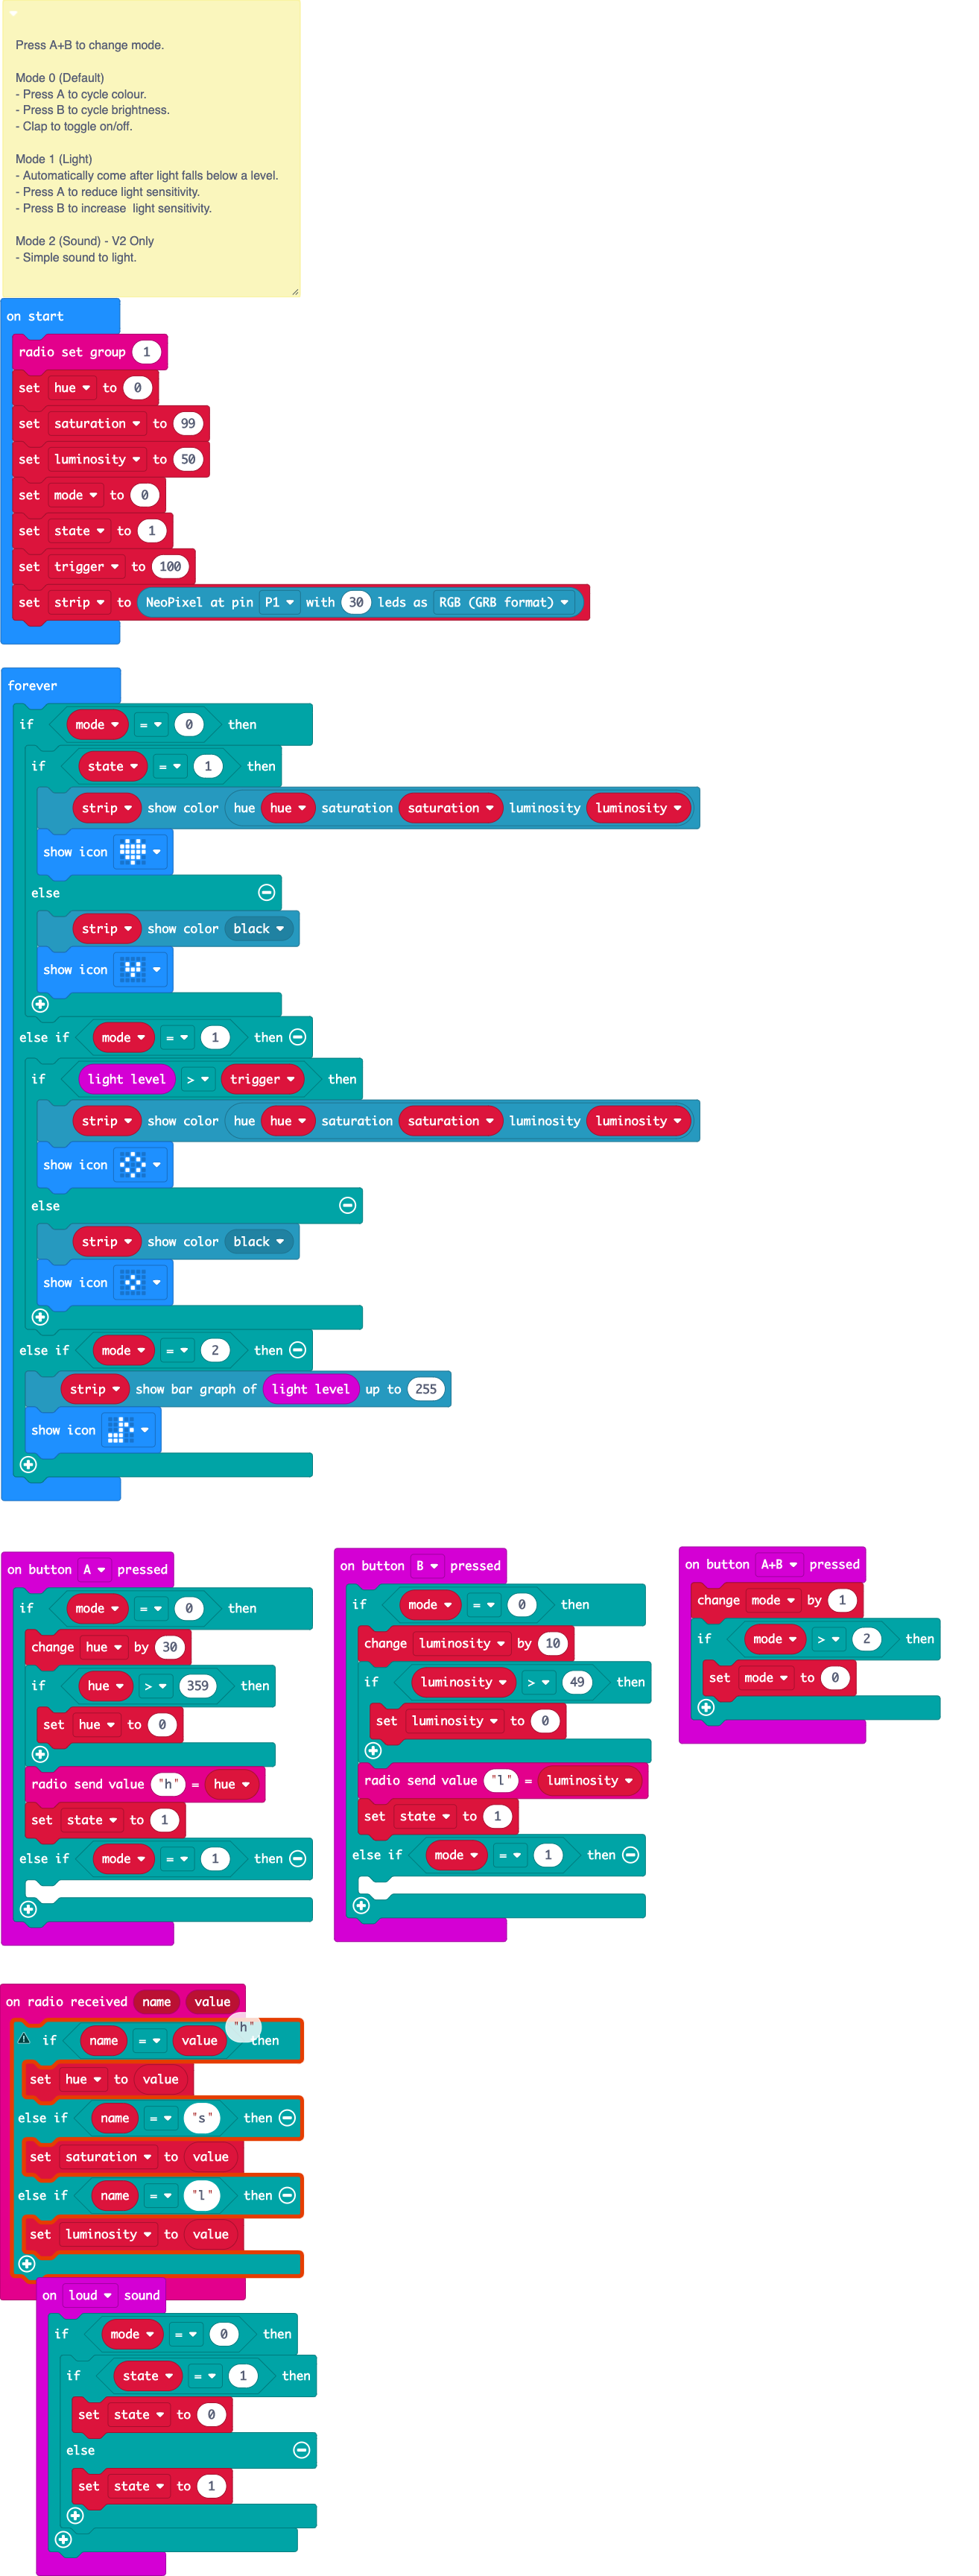 Press A+B to change mode.
Mode 0 (Default)
- Press A to cycle colour.
- Press B to cycle brightness.
- Clap to toggle on/off.
Mode 1 (Light)
- Automatically come after light falls below a level.
- Press A to reduce light sensitivity.
- Press B to increase  light sensitivity.
Mode 2 (Sound) - V2 Only
- Simple sound to light.
on start
radio set group 1
set hue to 0
set saturation to 99
set luminosity to 50
set mode to 0
set state to 1
set trigger to 100
set strip to NeoPixel at pin P1 with 30 leds as RGB (GRB format)
forever
if mode = 0 then
if state = 1 then
strip show color hue hue saturation saturation luminosity luminosity
show icon
else
strip show color black
show icon
else if mode = 1 then
if light level > trigger then
strip show color hue hue saturation saturation luminosity luminosity
show icon
else
strip show color black
show icon
else if mode = 2 then
strip show bar graph of light level up to 255
show icon
on button A pressed
if mode = 0 then
change hue by 30
if hue > 359 then
set hue to 0
radio send value "h" = hue
set state to 1
else if mode = 1 then
on button B pressed
if mode = 0 then
change luminosity by 10
if luminosity > 49 then
set luminosity to 0
radio send value "l" = luminosity
set state to 1
else if mode = 1 then
on button A+B pressed
change mode by 1
if mode > 2 then
set mode to 0
on radio received name value
if name = value "h" then
set hue to value
else if name = "s" then
set saturation to value
else if name = "l" then
set luminosity to value
on loud sound
if mode = 0 then
if state = 1 then
set state to 0
else
set state to 1